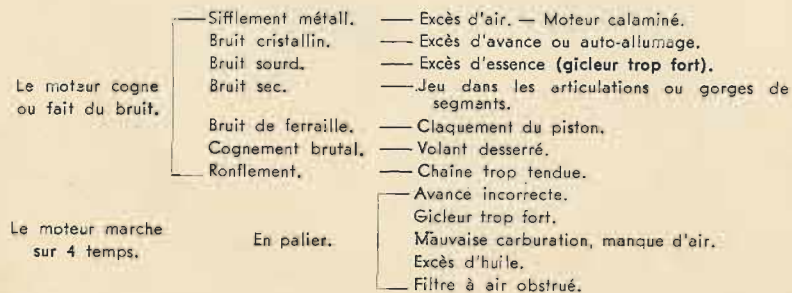 Sifflement métall. — Excès d'air. — Moteur calaminé.
Bruit cristallin. — Excès d'avance ou auto-allumage.
Bruit sourd. — Excès d'essence (gicleur trop fort).
Le moteur cogne ou fait du bruit.
Bruit sec. — Jeu dans les articulations ou gorges de segments.
Bruit de ferraille. — Claquement du piston.
Cognement brutal. — Volant desserré.
Ronflement. — Chaîne trop tendue.
Le moteur marche sur 4 temps.
En palier. — Avance incorrecte.
Gicleur trop fort.
Mauvaise carburation, manque d'air.
Excès d'huile.
Filtre à air obstrué.